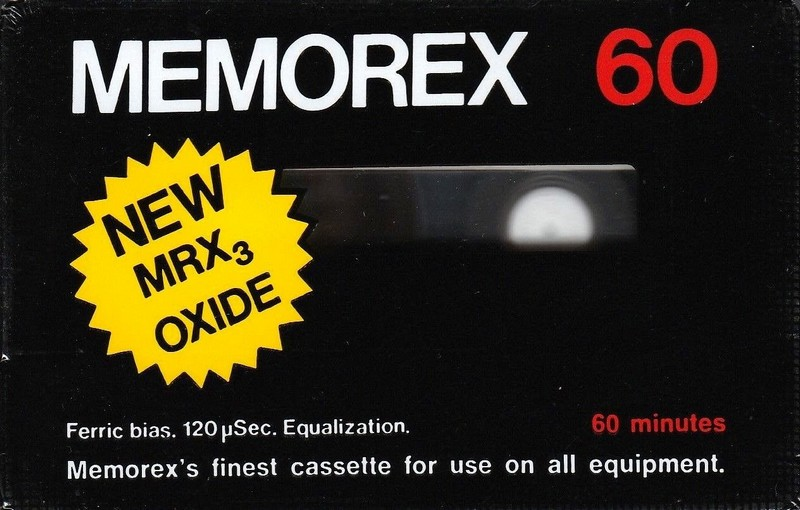 MEMOREX 60
NEW
MRX3
OXIDE
Ferric bias. 120 µSec. Equalization.
60 minutes
Memorex's finest cassette for use on all equipment.